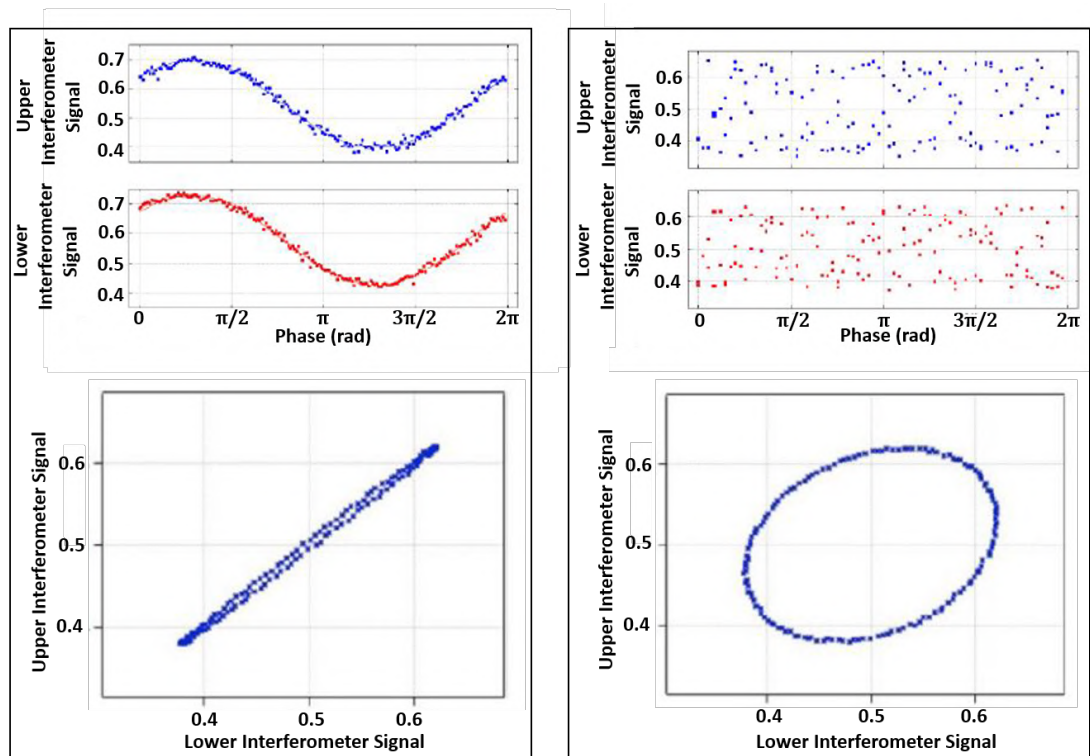 Upper
Interferometer
Signal
0.7
0.6
0.5
0.4
Lower
Interferometer
Signal
0.7
0.6
0.5
0.4
0 π/2 π 3π/2 2π
Phase (rad)
Upper Interferometer Signal
0.6
0.5
0.4
0.4 0.5 0.6
Lower Interferometer Signal
Upper
Interferometer
Signal
0.6
0.5
0.4
Lower
Interferometer
Signal
0.6
0.5
0.4
0 π/2 π 3π/2 2π
Phase (rad)
Upper Interferometer Signal
0.6
0.5
0.4
0.4 0.5 0.6
Lower Interferometer Signal